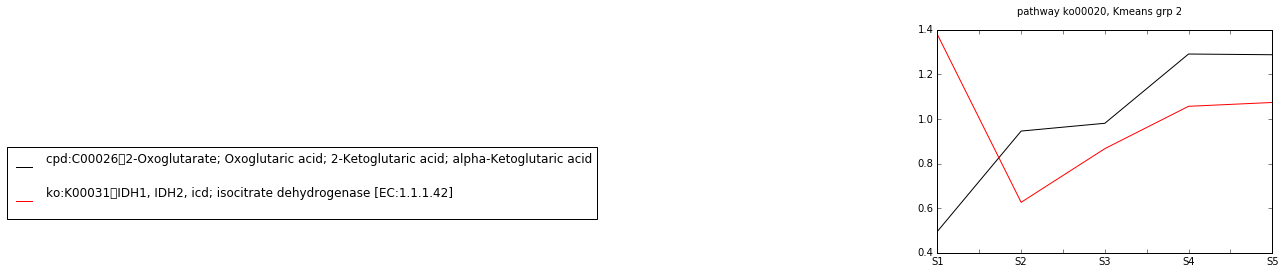 pathway ko00020, Kmeans grp 2
1.4
1.2
1.0
0.8
0.6
0.4
S1 S2 S3 S4 S5
cpd:C00026▯2-Oxoglutarate; Oxoglutaric acid; 2-Ketoglutaric acid; alpha-Ketoglutaric acid
ko:K00031▯IDH1, IDH2, icd; isocitrate dehydrogenase [EC:1.1.1.42]